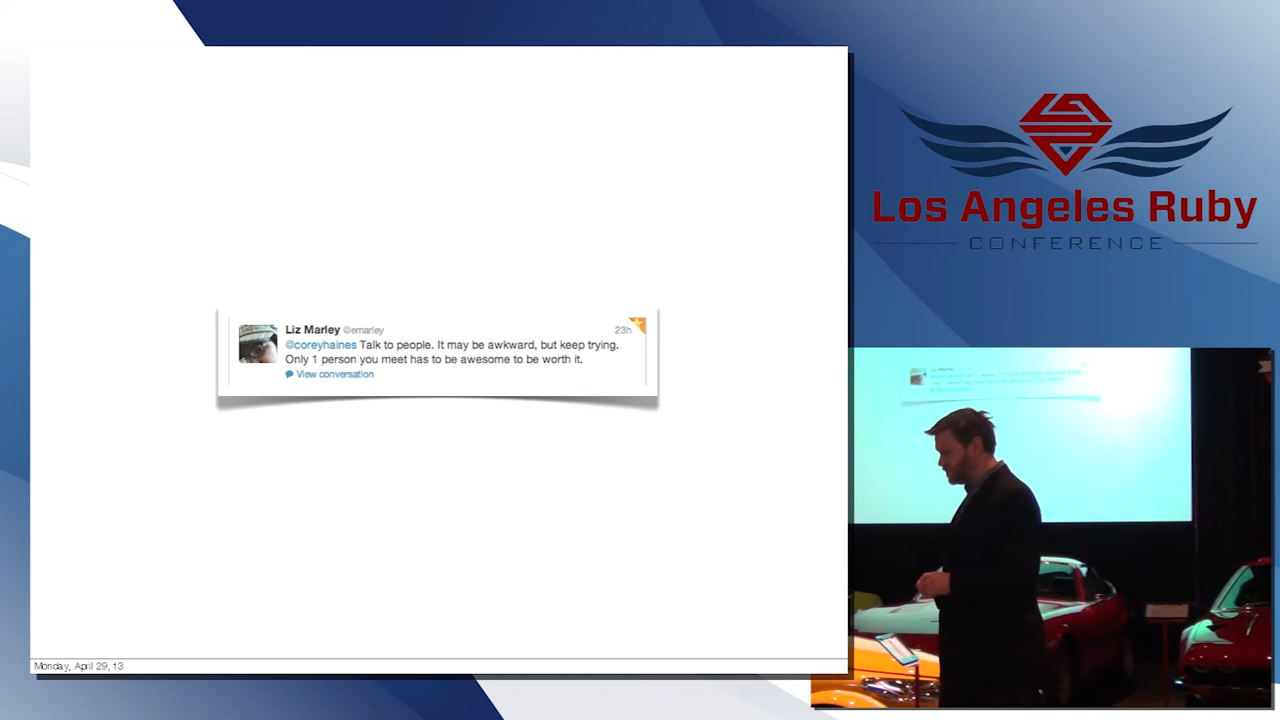 Liz Marley @emarley 23h
@coreyhaines Talk to people. It may be awkward, but keep trying.
Only 1 person you meet has to be awesome to be worth it.
View conversation
Monday, April 29, 13
Los Angeles Ruby
CONFERENCE